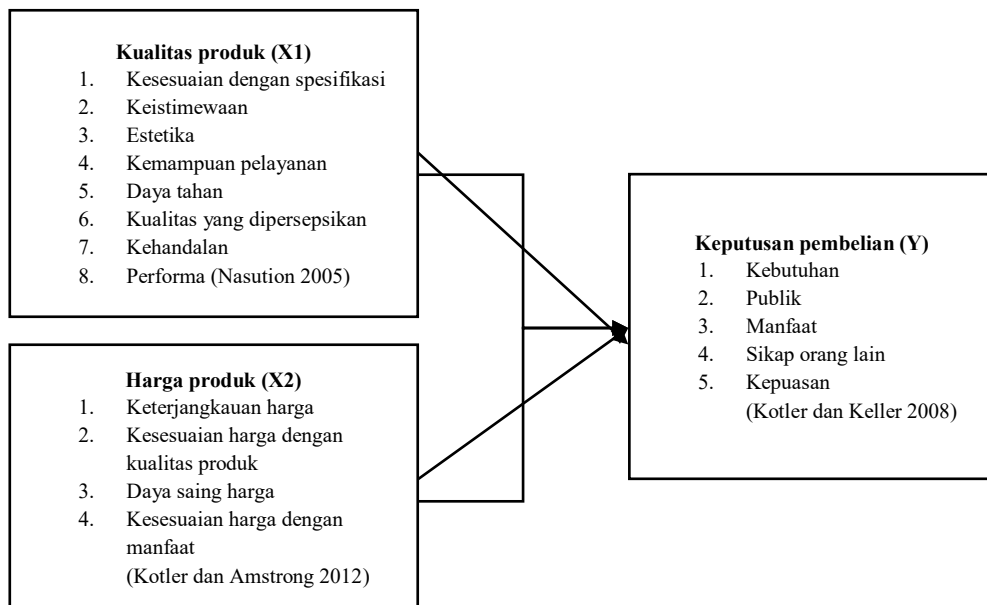 Kualitas produk (X1)
1. Kesesuaian dengan spesifikasi
2. Keistimewaan
3. Estetika
4. Kemampuan pelayanan
5. Daya tahan
6. Kualitas yang dipersepsikan
7. Kehandalan
8. Performa (Nasution 2005)
Harga produk (X2)
1. Keterjangkauan harga
2. Kesesuaian harga dengan
kualitas produk
3. Daya saing harga
4. Kesesuaian harga dengan
manfaat
(Kotler dan Amstrong 2012)
Keputusan pembelian (Y)
1. Kebutuhan
2. Publik
3. Manfaat
4. Sikap orang lain
5. Kepuasan
(Kotler dan Keller 2008)